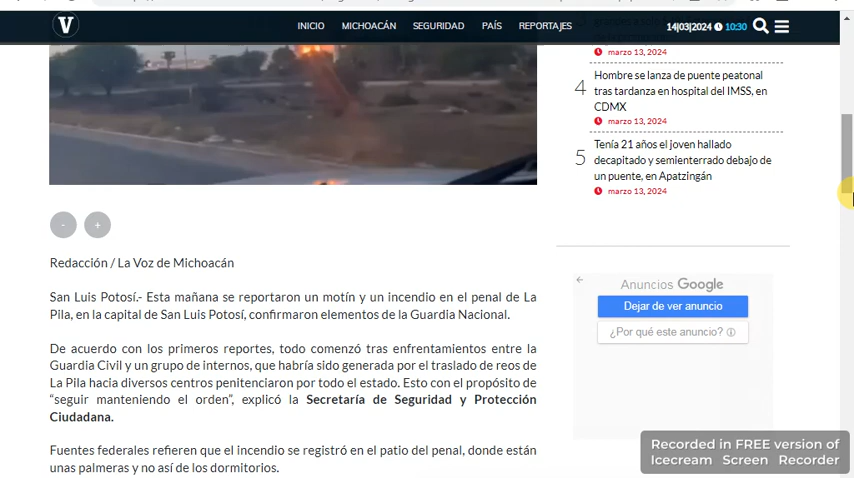 V
INICIO MICHOACÁN SEGURIDAD PAÍS REPORTAJES
14|03|2024 10:30
marzo 13, 2024
4 Hombre se lanza de puente peatonal
tras tardanza en hospital del IMSS, en
CDMX
marzo 13, 2024
5 Tenía 21 años el joven hallado
decapitado y semienterrado debajo de
un puente, en Apatzingán
marzo 13, 2024
- +
Redacción / La Voz de Michoacán
San Luis Potosí.- Esta mañana se reportaron un motín y un incendio en el penal de La
Pila, en la capital de San Luis Potosí, confirmaron elementos de la Guardia Nacional.
De acuerdo con los primeros reportes, todo comenzó tras enfrentamientos entre la
Guardia Civil y un grupo de internos, que habría sido generada por el traslado de reos de
La Pila hacia diversos centros penitenciaron por todo el estado. Esto con el propósito de
“seguir manteniendo el orden”, explicó la Secretaría de Seguridad y Protección
Ciudadana.
Fuentes federales refieren que el incendio se registró en el patio del penal, donde están
unas palmeras y no así de los dormitorios.
Anuncios Google
Dejar de ver anuncio
¿Por qué este anuncio?
Recorded in FREE version of
Icecream Screen Recorder